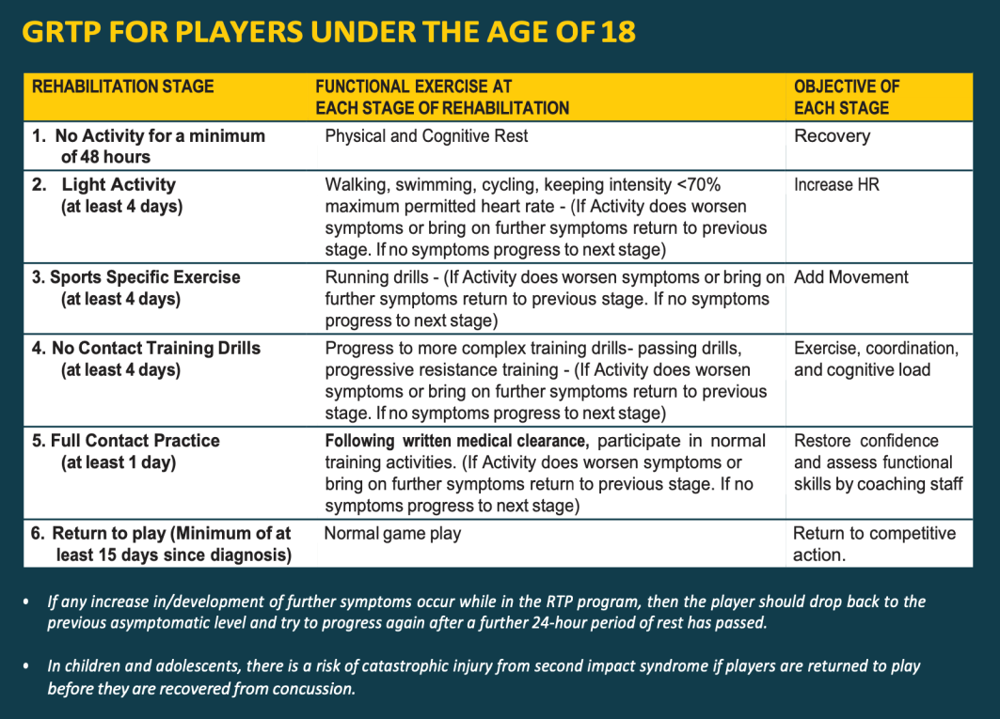 GRTP FOR PLAYERS UNDER THE AGE OF 18
REHABILITATION STAGE
FUNCTIONAL EXERCISE AT
EACH STAGE OF REHABILITATION
OBJECTIVE OF
EACH STAGE
1. No Activity for a minimum
of 48 hours
Physical and Cognitive Rest
Recovery
2. Light Activity
(at least 4 days)
Walking, swimming, cycling, keeping intensity <70%
maximum permitted heart rate - (If Activity does worsen
symptoms or bring on further symptoms return to previous
stage. If no symptoms progress to next stage)
Increase HR
3. Sports Specific Exercise
(at least 4 days)
Running drills - (If Activity does worsen symptoms or bring on
further symptoms return to previous stage. If no symptoms
progress to next stage)
Add Movement
4. No Contact Training Drills
(at least 4 days)
Progress to more complex training drills- passing drills,
progressive resistance training - (If Activity does worsen
symptoms or bring on further symptoms return to previous
stage. If no symptoms progress to next stage)
Exercise, coordination,
and cognitive load
5. Full Contact Practice
(at least 1 day)
Following written medical clearance, participate in normal
training activities. (If Activity does worsen symptoms or
bring on further symptoms return to previous stage. If no
symptoms progress to next stage)
Restore confidence
and assess functional
skills by coaching staff
6. Return to play (Minimum of at
least 15 days since diagnosis)
Normal game play
Return to competitive
action.
• If any increase in/development of further symptoms occur while in the RTP program, then the player should drop back to the
previous asymptomatic level and try to progress again after a further 24-hour period of rest has passed.
• In children and adolescents, there is a risk of catastrophic injury from second impact syndrome if players are returned to play
before they are recovered from concussion.